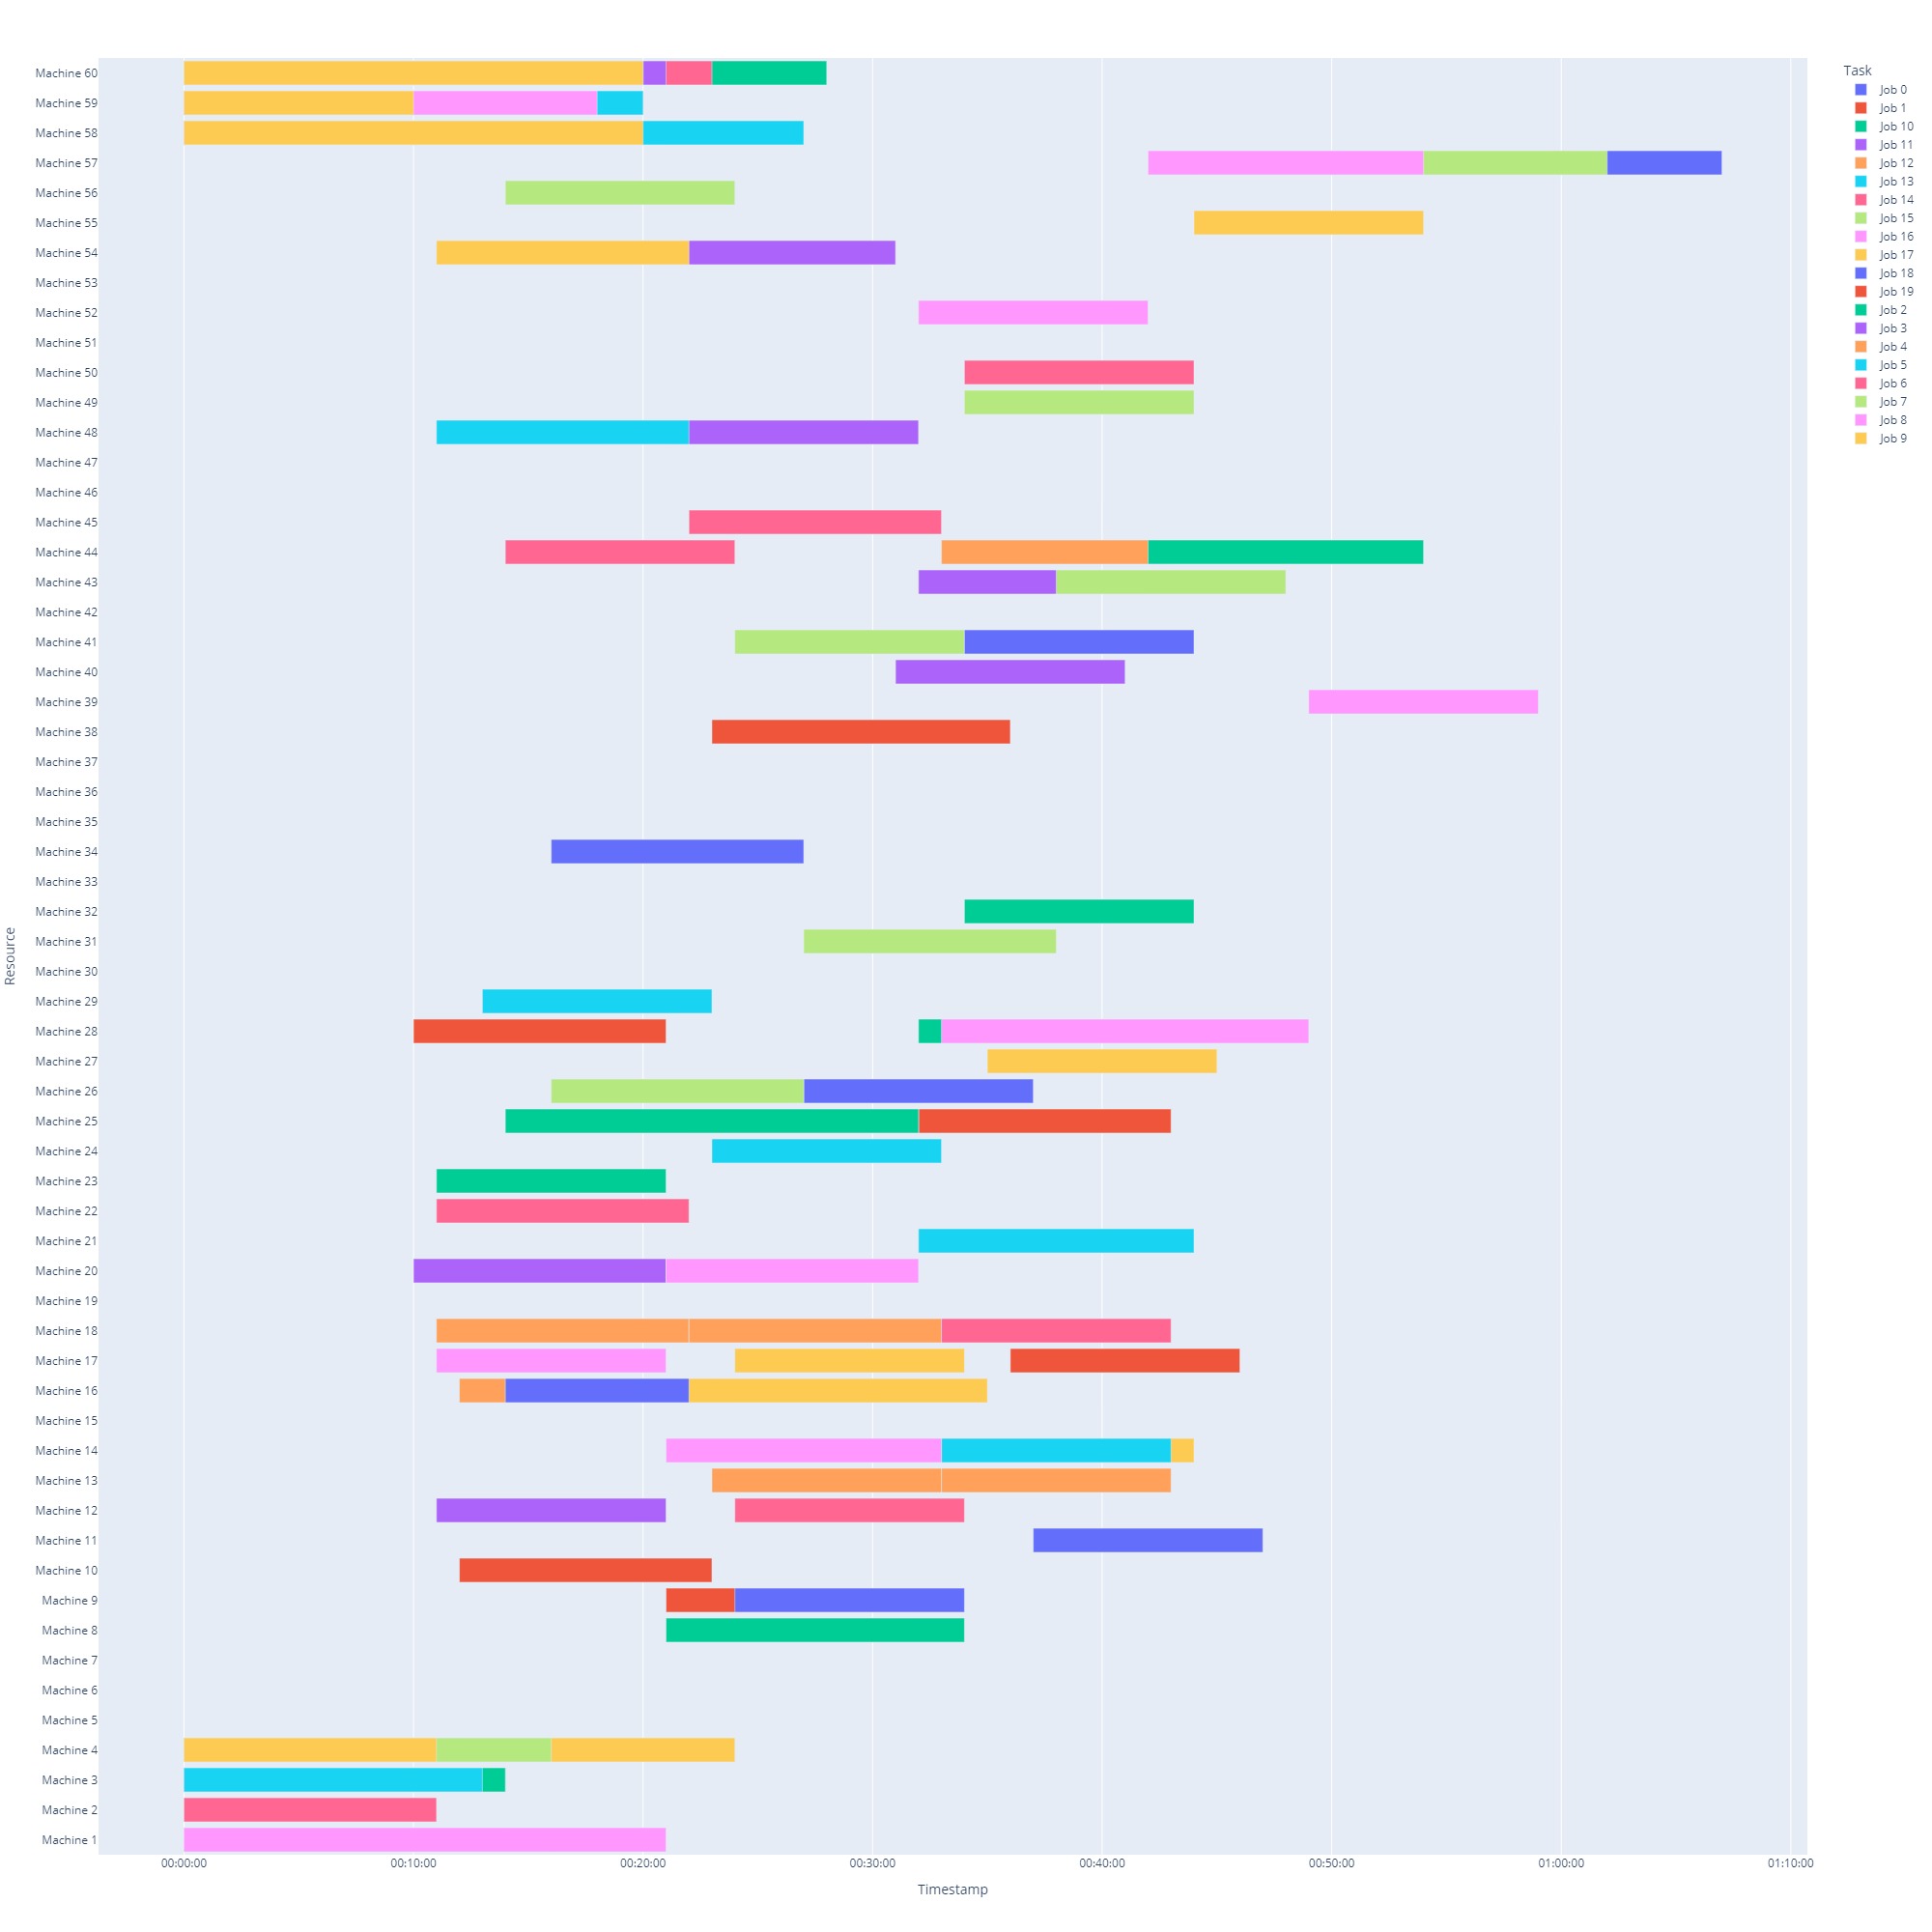 Machine 60
Machine 59
Machine 58
Machine 57
Machine 56
Machine 55
Machine 54
Machine 53
Machine 52
Machine 51
Machine 50
Machine 49
Machine 48
Machine 47
Machine 46
Machine 45
Machine 44
Machine 43
Machine 42
Machine 41
Machine 40
Machine 39
Machine 38
Machine 37
Machine 36
Machine 35
Machine 34
Machine 33
Machine 32
Machine 31
Machine 30
Machine 29
Machine 28
Machine 27
Machine 26
Machine 25
Machine 24
Machine 23
Machine 22
Machine 21
Machine 20
Machine 19
Machine 18
Machine 17
Machine 16
Machine 15
Machine 14
Machine 13
Machine 12
Machine 11
Machine 10
Machine 9
Machine 8
Machine 7
Machine 6
Machine 5
Machine 4
Machine 3
Machine 2
Machine 1
Resource
00:00:00 00:10:00 00:20:00 00:30:00 00:40:00 00:50:00 01:00:00 01:10:00
Timestamp
Task
Job 0
Job 1
Job 10
Job 11
Job 12
Job 13
Job 14
Job 15
Job 16
Job 17
Job 18
Job 19
Job 2
Job 3
Job 4
Job 5
Job 6
Job 7
Job 8
Job 9